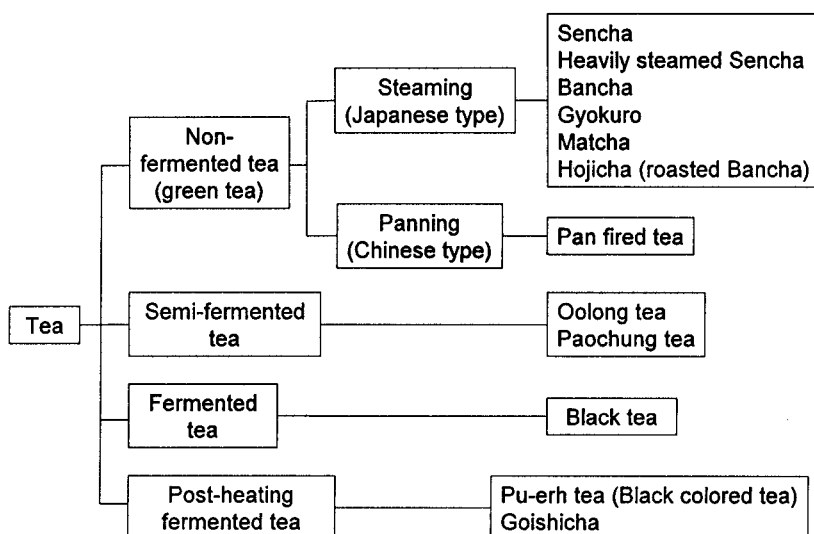 Tea
Non-
fermented tea
(green tea)
Steaming
(Japanese type)
Sencha
Heavily steamed Sencha
Bancha
Gyokuro
Matcha
Hojicha (roasted Bancha)
Panning
(Chinese type)
Pan fired tea
Semi-fermented
tea
Oolong tea
Paochung tea
Fermented
tea
Black tea
Post-heating
fermented tea
Pu-erh tea (Black colored tea)
Goishicha